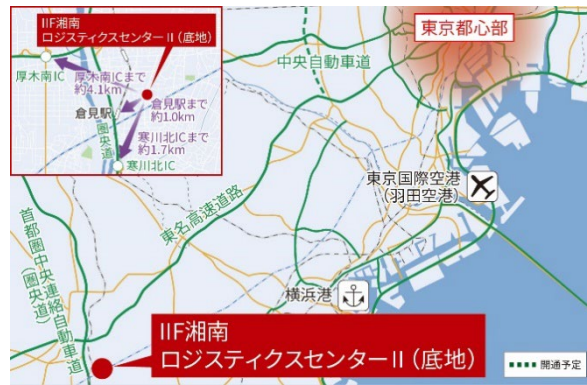 IIF湘南
ロジスティクスセンターⅡ(底地)
厚木南IC
厚木南ICまで
約4.1km
倉見駅
倉見駅まで
約1.0km
圏央道
寒川北ICまで
約1.7km
寒川北IC
東京都心部
中央自動車道
東京国際空港
(羽田空港)
東名高速道路
首都圏中央連絡自動車道
(圏央道)
横浜港
IIF湘南
ロジスティクスセンターⅡ(底地)
開通予定